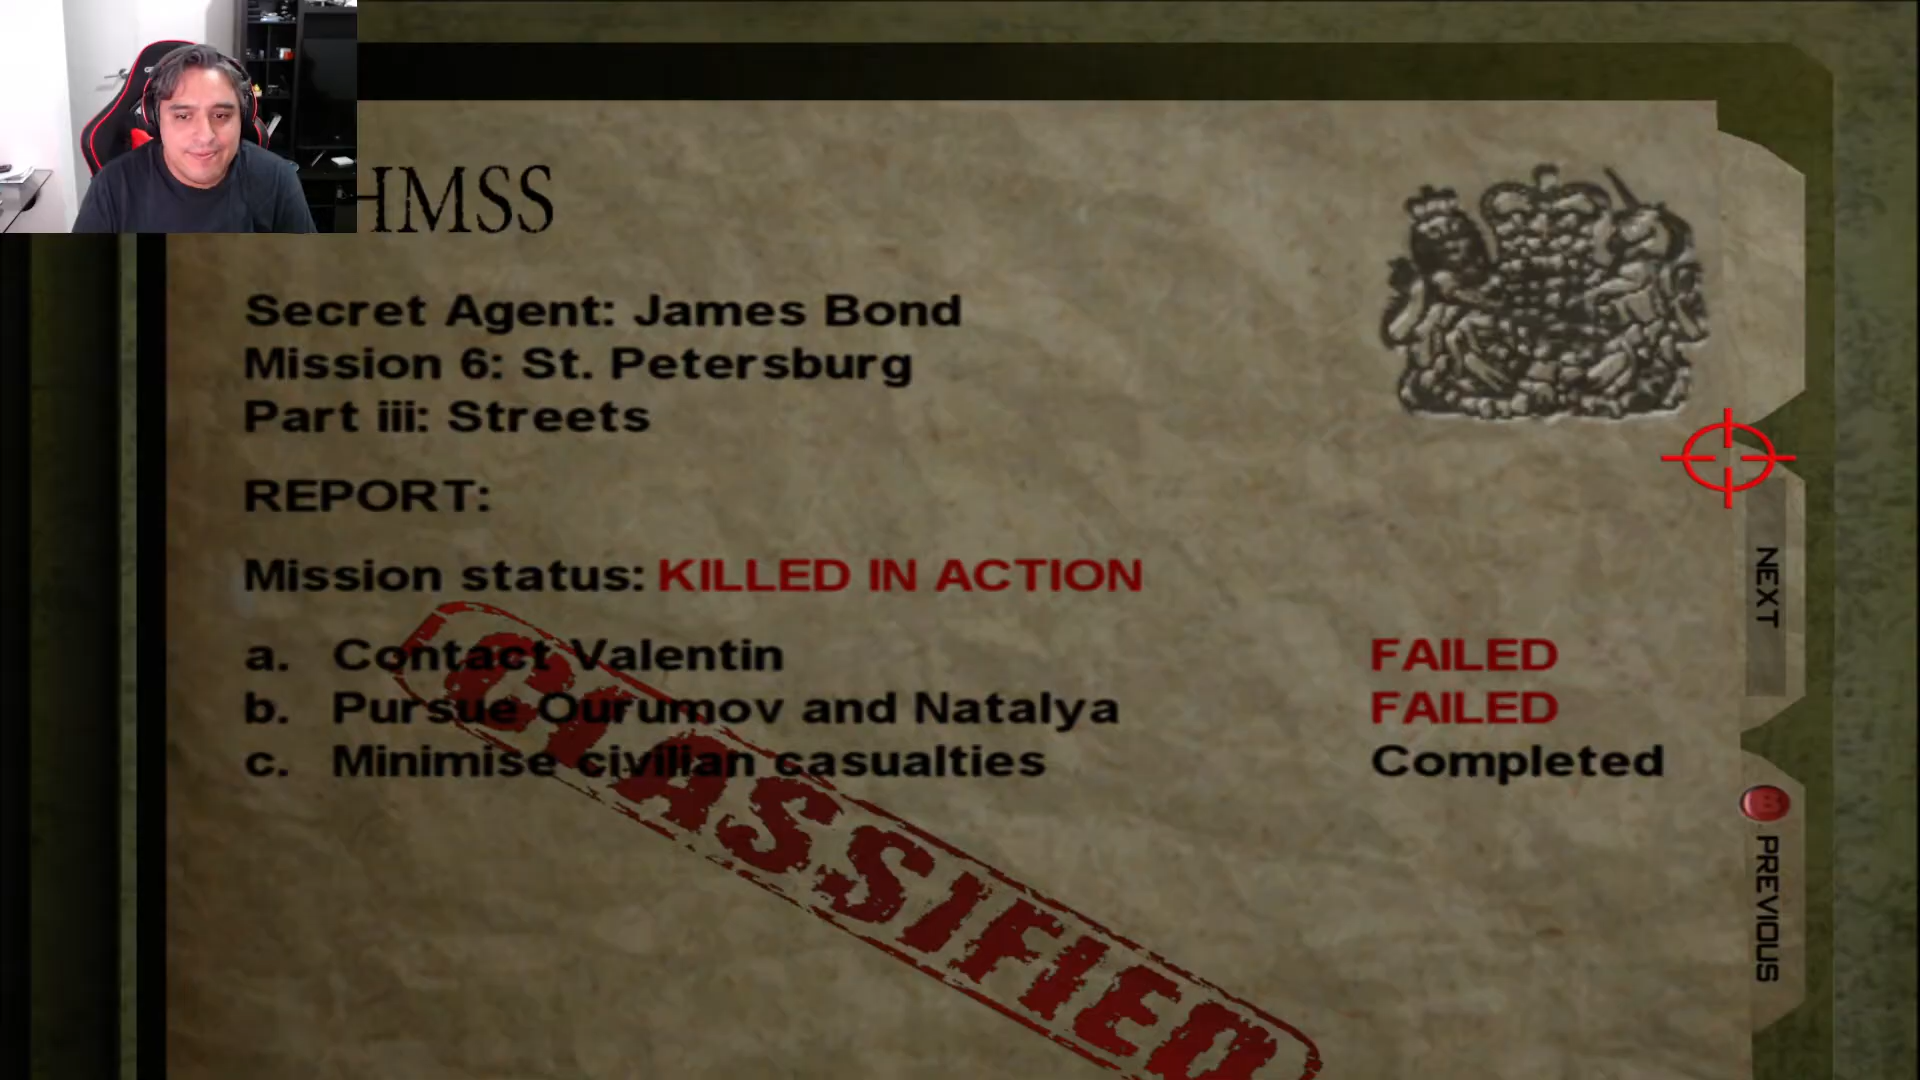 HMSS
Secret Agent: James Bond
Mission 6: St. Petersburg
Part iii: Streets
REPORT:
Mission status: KILLED IN ACTION
a. Contact Valentin FAILED
b. Pursue Ourumov and Natalya FAILED
c. Minimise civilian casualties Completed
CLASSIFIED
NEXT
B
PREVIOUS